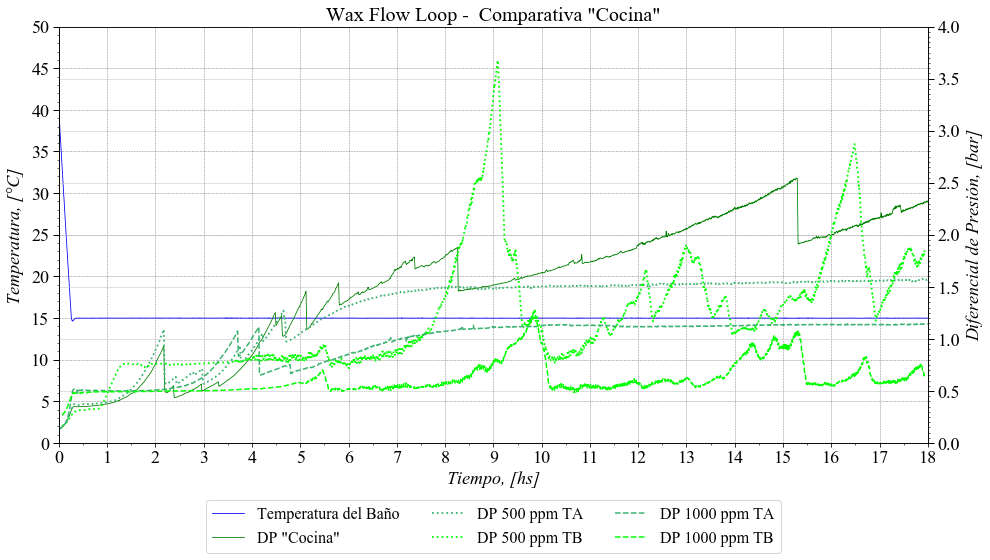 Wax Flow Loop -  Comparativa "Cocina"
50 45 40 35 30 25 20 15 10 5 0
Temperatura, [°C]
4.0 3.5 3.0 2.5 2.0 1.5 1.0 0.5 0.0
Diferencial de Presión, [bar]
0 1 2 3 4 5 6 7 8 9 10 11 12 13 14 15 16 17 18
Tiempo, [hs]
Temperatura del Baño DP 500 ppm TA DP 1000 ppm TA
DP "Cocina" DP 500 ppm TB DP 1000 ppm TB